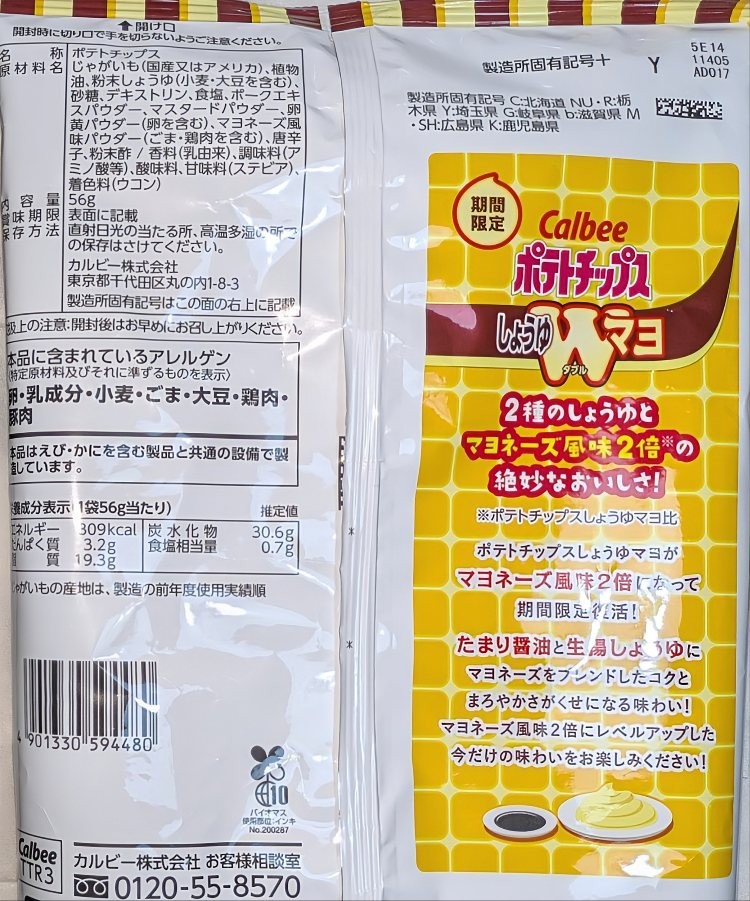 開け口
開封時に切り口で手を切らないようご注意ください。
名 称 ポテトチップス
原材料名 じゃがいも(国産又はアメリカ)、植物
油、粉末しょうゆ(小麦・大豆を含む)、
砂糖、デキストリン、食塩、ポークエキ
スパウダー、マスタードパウダー、卵
黄パウダー(卵を含む)、マヨネーズ風
味パウダー(ごま・鶏肉を含む)、唐辛
子、粉末酢 / 香料(乳由来)、調味料(ア
ミノ酸等)、酸味料、甘味料(ステビア)、
着色料(ウコン)
内容量 56g
賞味期限 表面に記載
保存方法 直射日光の当たる所、高温多湿の所で
の保存はさけてください。
カルビー株式会社
東京都千代田区丸の内1-8-3
製造所固有記号はこの面の右上に記載
扱上の注意:開封後はお早めにお召し上がりください。
本品に含まれているアレルゲン
(特定原材料及びそれに準ずるものを表示)
卵・乳成分・小麦・ごま・大豆・鶏肉・
豚肉
本品はえび・かにを含む製品と共通の設備で製
造しています。
養成分表示(1袋56g当たり) 推定値
エネルギー 309kcal 炭水化物 30.6g
たんぱく質 3.2g 食塩相当量 0.7g
脂質 19.3g
じゃがいもの産地は、製造の前年度使用実績順
4 901330 594480
バイオマス
10
使用部位:インキ
No.200287
Calbee
TTR3
カルビー株式会社 お客様相談室
0120-55-8570
製造所固有記号+ Y
5E14
11405
AD017
製造所固有記号 C:北海道 NU・R:栃
木県 Y:埼玉県 G:岐阜県 b:滋賀県 M
・SH:広島県 K:鹿児島県
期間
限定
Calbee
ポテトチップス
しょうゆWマヨ
ダブル
2種のしょうゆと
マヨネーズ風味2倍※の
絶妙なおいしさ!
※ポテトチップスしょうゆマヨ比
ポテトチップスしょうゆマヨが
マヨネーズ風味2倍になって
期間限定復活!
たまり醤油と生揚しょうゆに
マヨネーズをブレンドしたコクと
まろやかさがくせになる味わい!
マヨネーズ風味2倍にレベルアップした
今だけの味わいをお楽しみください!